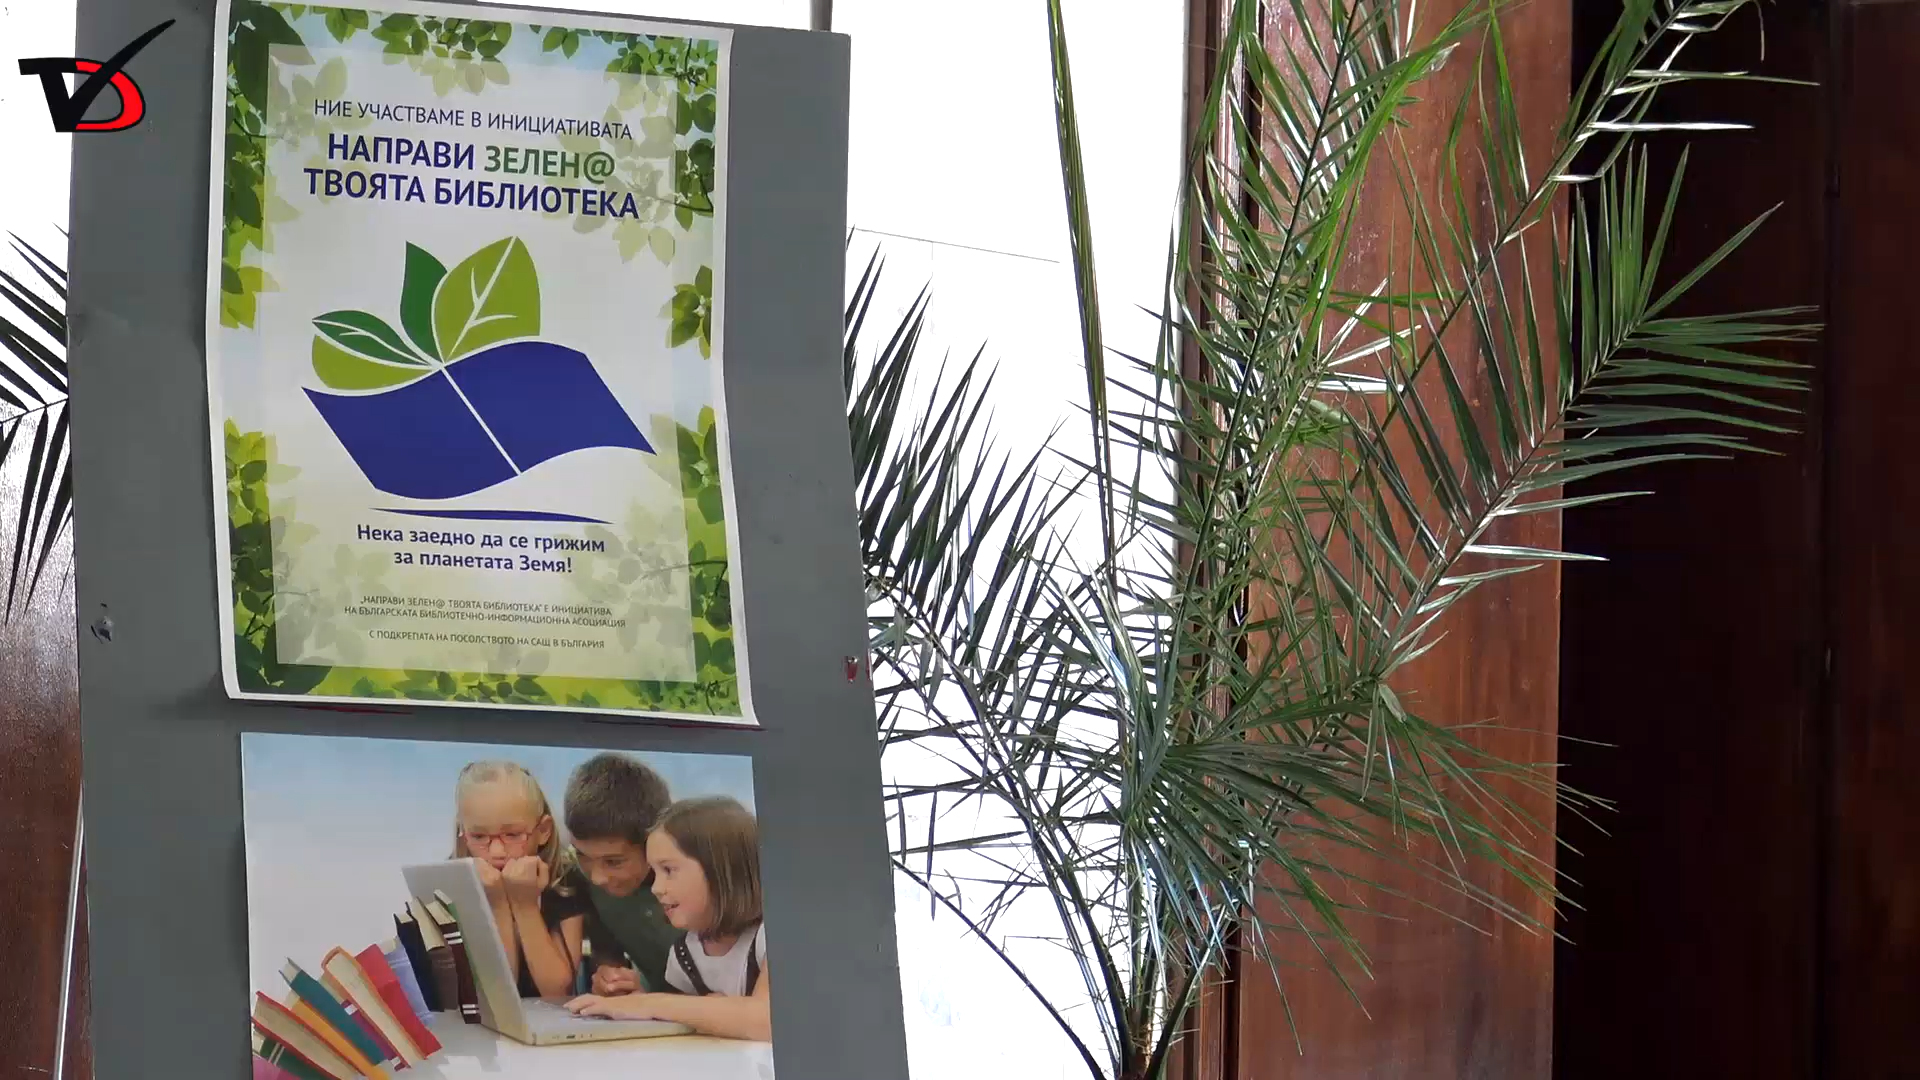 НИЕ УЧАСТВАМЕ В ИНИЦИАТИВАТА
НАПРАВИ ЗЕЛЕН@
ТВОЯТА БИБЛИОТЕКА
Нека заедно да се грижим
за планетата Земя!
„НАПРАВИ ЗЕЛЕН@ ТВОЯТА БИБЛИОТЕКА“ Е ИНИЦИАТИВА
НА БЪЛГАРСКАТА БИБЛИОТЕЧНО-ИНФОРМАЦИОННА АСОЦИАЦИЯ
С ПОДКРЕПАТА НА ПОСОЛСТВОТО НА САЩ В БЪЛГАРИЯ